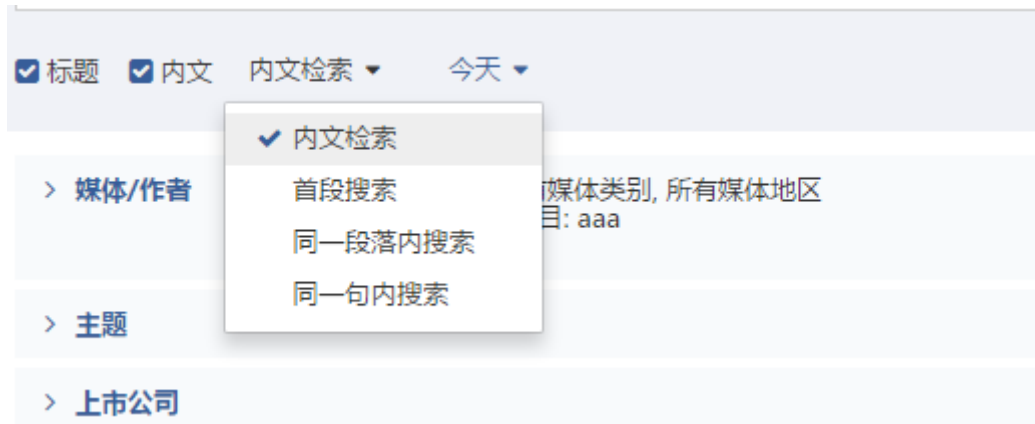 标题 内文 内文检索 今天
内文检索
首段搜索
同一段落内搜索
同一句内搜索
媒体/作者 媒体类别, 所有媒体地区
目: aaa
主题
上市公司